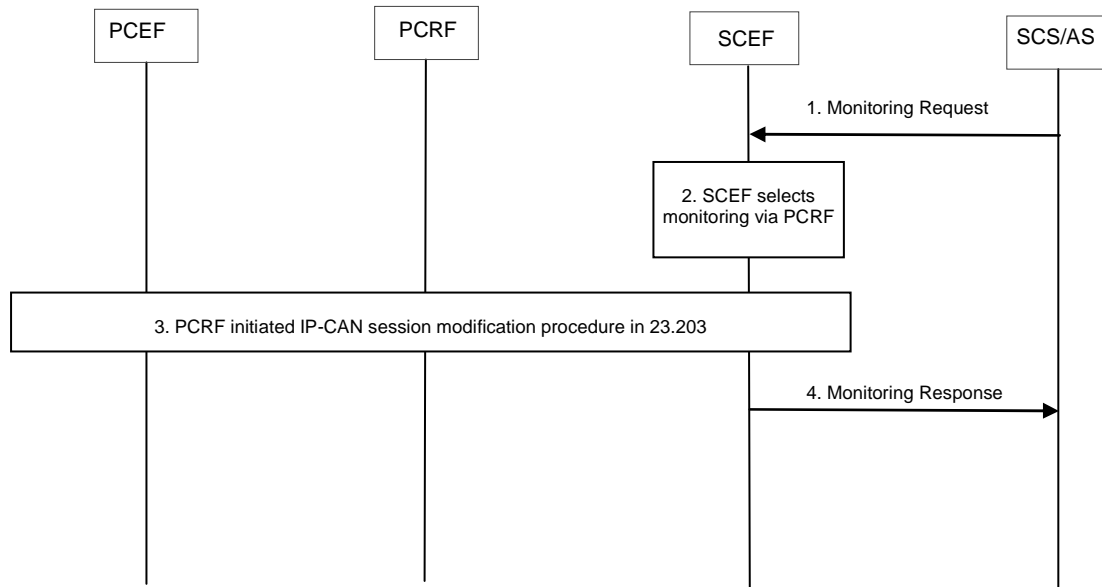 PCEF
PCRF
SCEF
SCS/AS
1. Monitoring Request
2. SCEF selects
monitoring via PCRF
3. PCRF initiated IP-CAN session modification procedure in 23.203
4. Monitoring Response